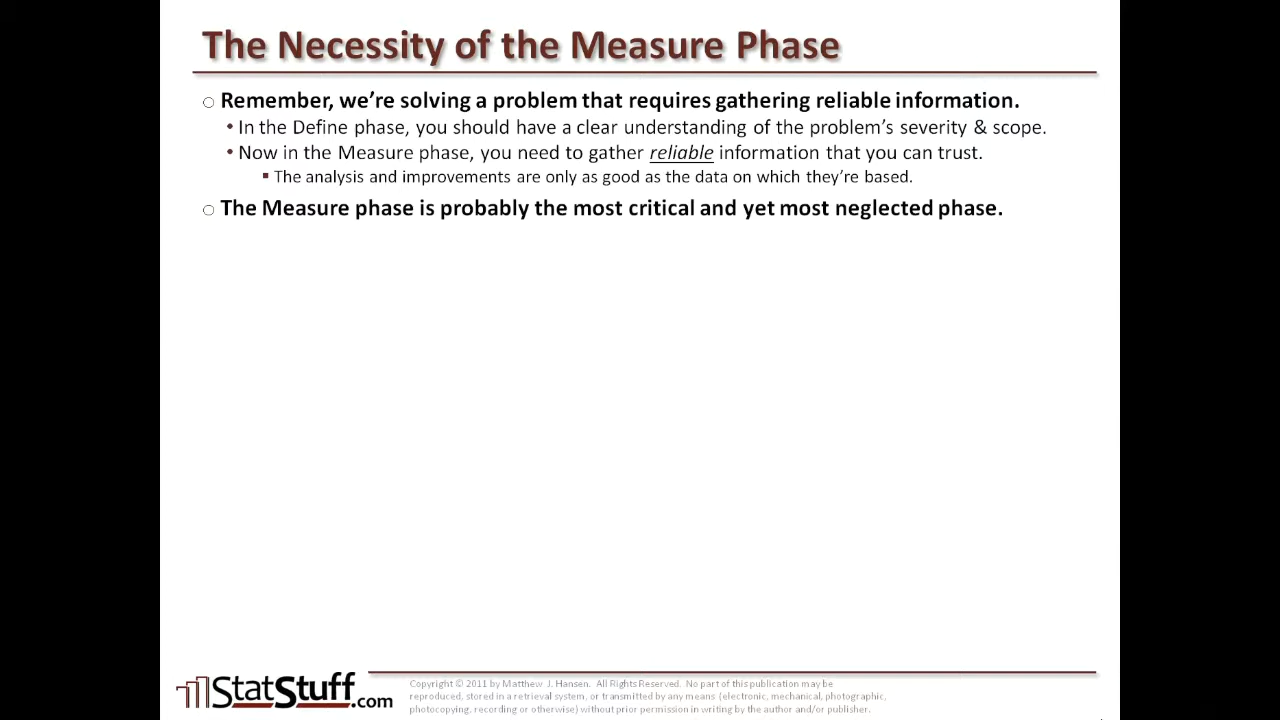 The Necessity of the Measure Phase
Remember, we're solving a problem that requires gathering reliable information.
• In the Define phase, you should have a clear understanding of the problem's severity & scope.
• Now in the Measure phase, you need to gather reliable information that you can trust.
▪ The analysis and improvements are only as good as the data on which they're based.
The Measure phase is probably the most critical and yet most neglected phase.
StatStuff.com
Copyright © 2011 by Matthew J. Hansen. All Rights Reserved. No part of this publication may be
reproduced, stored in a retrieval system, or transmitted by any means (electronic, mechanical, photographic,
photocopying, recording or otherwise) without prior permission in writing by the author and/or publisher.